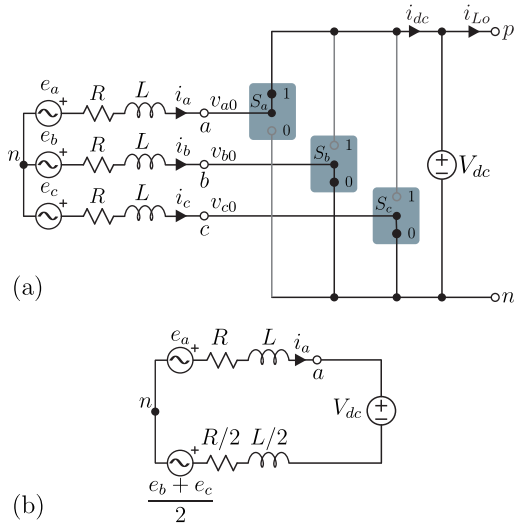 i_dc i_Lo p
e_a R L i_a v_a0 S_a 1 0
a
e_b R L i_b v_b0 S_b 1 0
n b V_dc
e_c R L i_c v_c0 S_c 1 0
c
(a) n
e_a R L i_a
a
n V_dc
R/2 L/2
(b) e_b + e_c
2